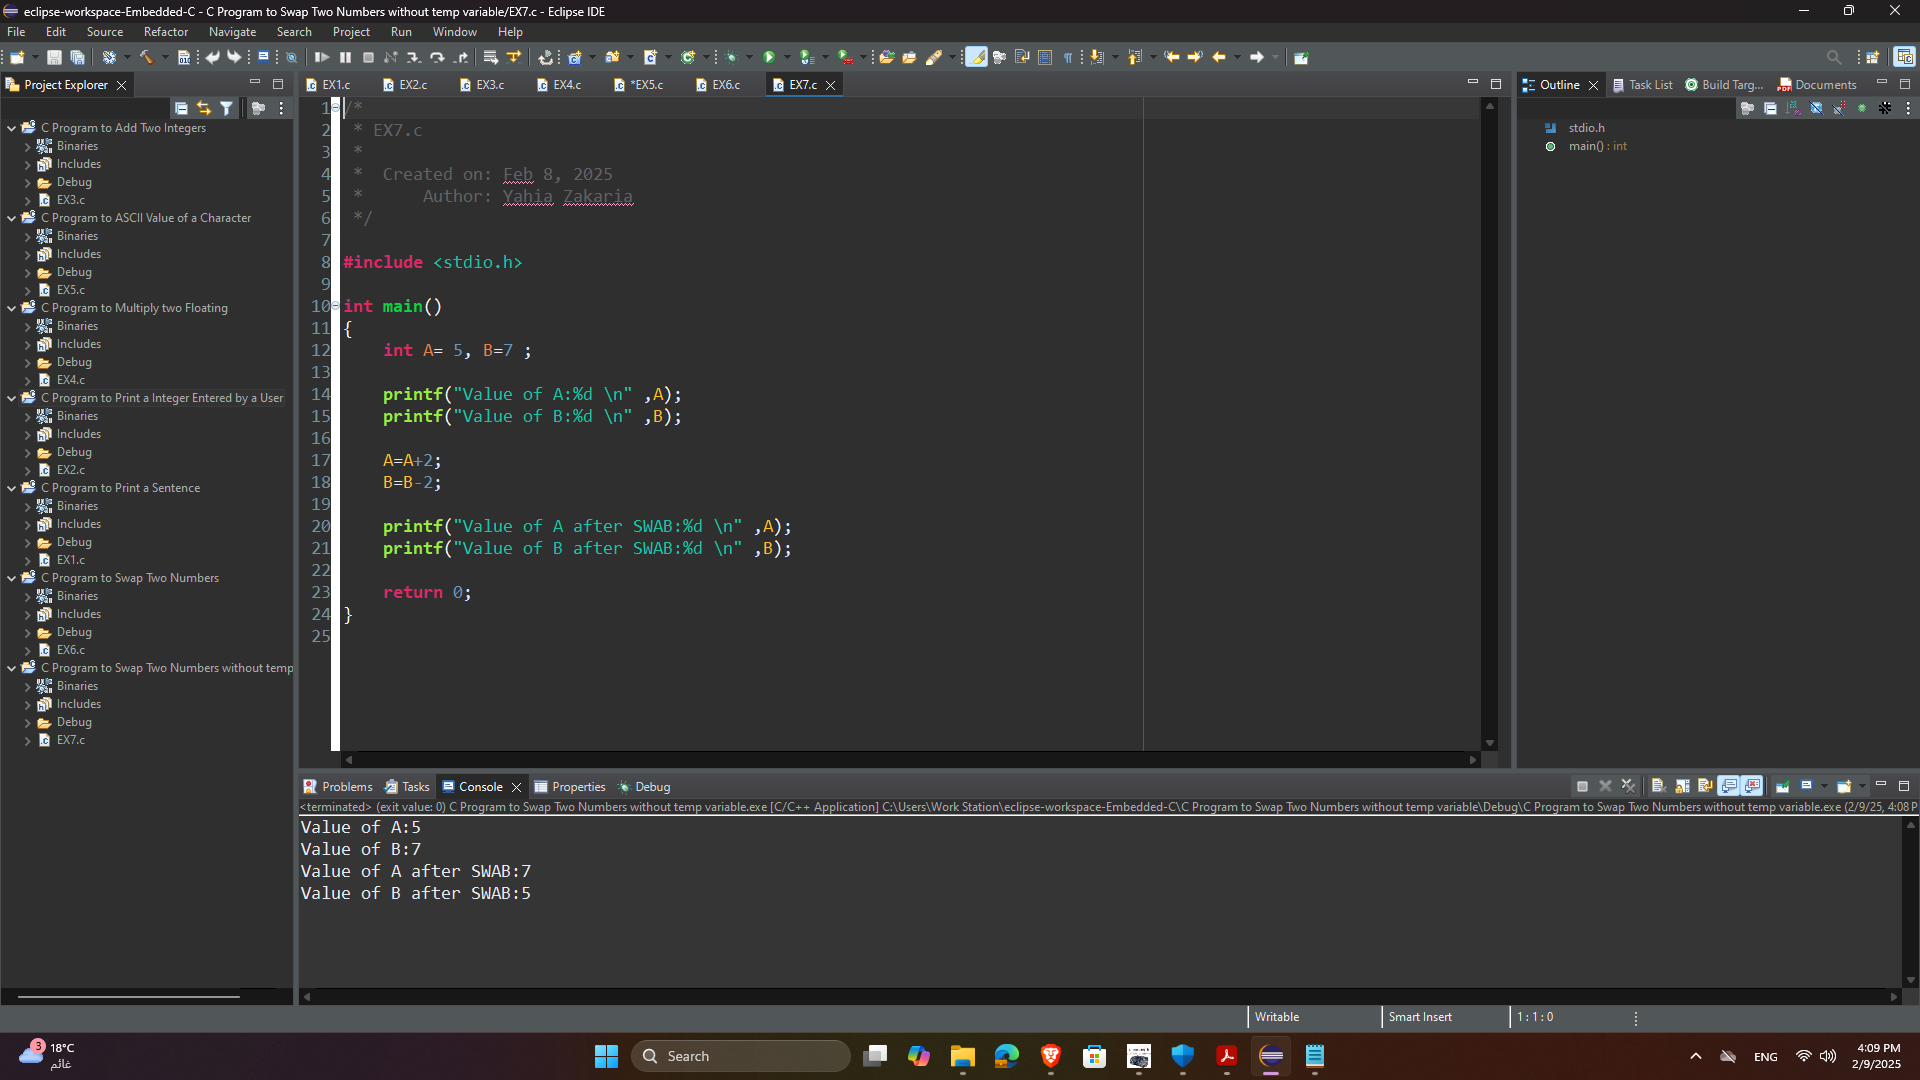 eclipse-workspace-Embedded-C - C Program to Swap Two Numbers without temp variable/EX7.c - Eclipse IDE
File Edit Source Refactor Navigate Search Project Run Window Help
Project Explorer
C Program to Add Two Integers
Binaries
Includes
Debug
EX3.c
C Program to ASCII Value of a Character
Binaries
Includes
Debug
EX5.c
C Program to Multiply two Floating
Binaries
Includes
Debug
EX4.c
C Program to Print a Integer Entered by a User
Binaries
Includes
Debug
EX2.c
C Program to Print a Sentence
Binaries
Includes
Debug
EX1.c
C Program to Swap Two Numbers
Binaries
Includes
Debug
EX6.c
C Program to Swap Two Numbers without temp
Binaries
Includes
Debug
EX7.c
EX1.c EX2.c EX3.c EX4.c *EX5.c EX6.c EX7.c
1 /*
2 * EX7.c
3 *
4 * Created on: Feb 8, 2025
5 * Author: Yahia Zakaria
6 */
7
8 #include <stdio.h>
9
10 int main()
11 {
12 int A= 5, B=7 ;
13
14 printf("Value of A:%d \n" ,A);
15 printf("Value of B:%d \n" ,B);
16
17 A=A+2;
18 B=B-2;
19
20 printf("Value of A after SWAB:%d \n" ,A);
21 printf("Value of B after SWAB:%d \n" ,B);
22
23 return 0;
24 }
25
Outline Task List Build Targ... Documents
stdio.h
main() : int
Problems Tasks Console Properties Debug
<terminated> (exit value: 0) C Program to Swap Two Numbers without temp variable.exe [C/C++ Application] C:\Users\Work Station\eclipse-workspace-Embedded-C\C Program to Swap Two Numbers without temp variable\Debug\C Program to Swap Two Numbers without temp variable.exe (2/9/25, 4:08 P
Value of A:5
Value of B:7
Value of A after SWAB:7
Value of B after SWAB:5
Writable Smart Insert 1 : 1 : 0
3
18°C
غائم
Search
ENG
4:09 PM
2/9/2025